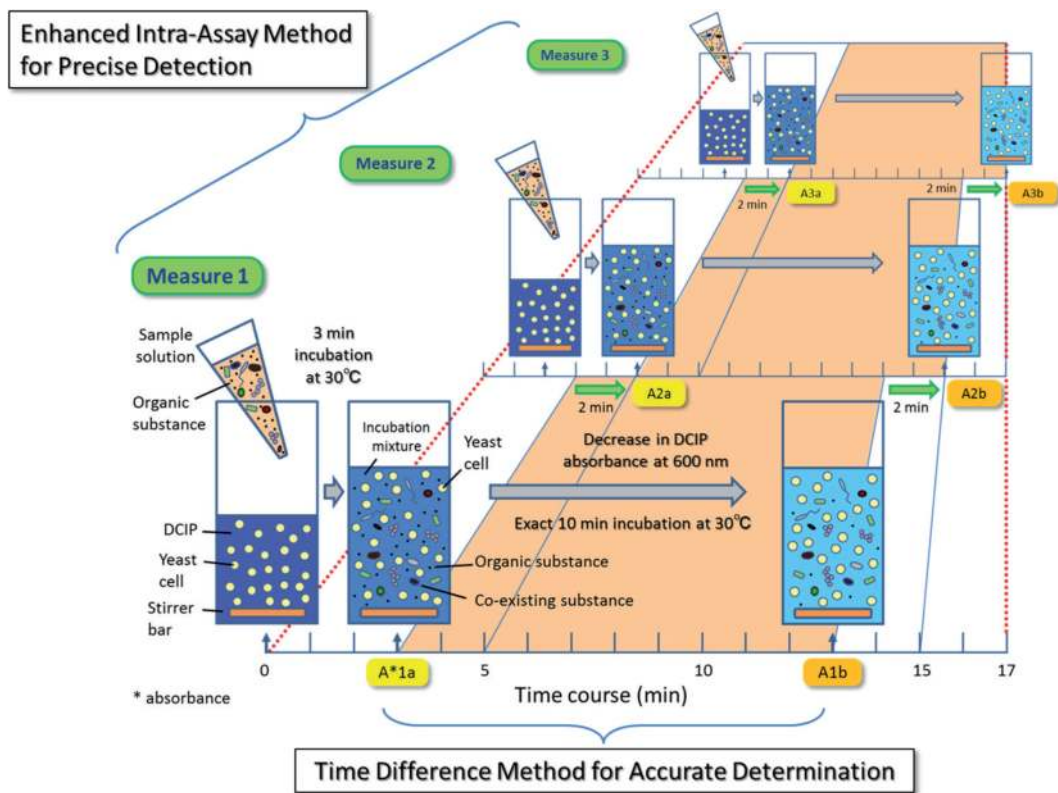 Enhanced Intra-Assay Method
for Precise Detection
Measure 3
A3a
2 min
A3b
2 min
Measure 2
A2a
2 min
A2b
2 min
Measure 1
Sample
solution
Organic
substance
3 min
incubation
at 30℃
Incubation
mixture
Yeast
cell
Decrease in DCIP
absorbance at 600 nm
Exact 10 min incubation at 30℃
DCIP
Yeast
cell
Stirrer
bar
Organic substance
Co-existing substance
0
A*1a
5
10
A1b
15
17
* absorbance
Time course (min)
Time Difference Method for Accurate Determination